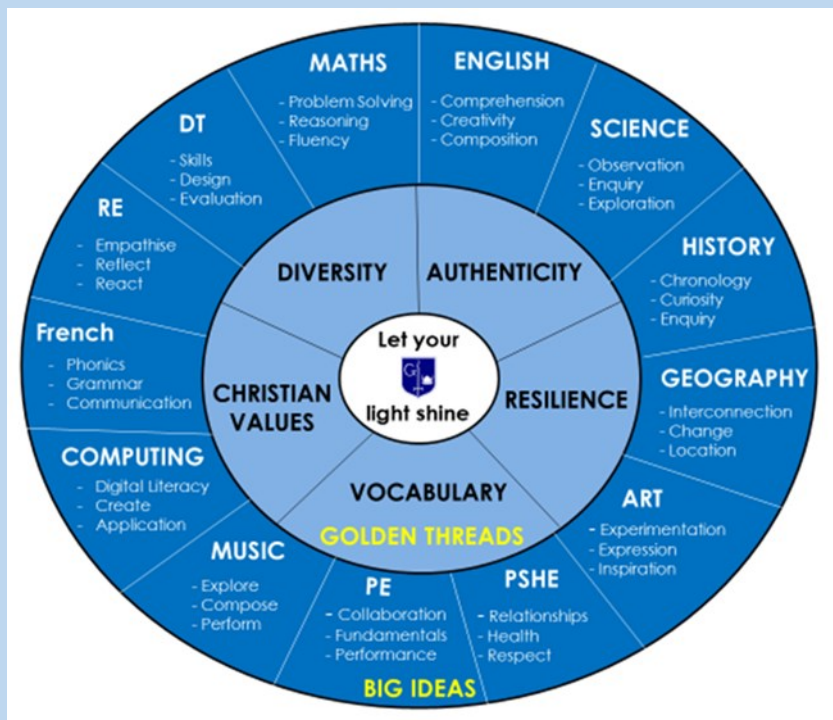 MATHS
- Problem Solving
- Reasoning
- Fluency
ENGLISH
- Comprehension
- Creativity
- Composition
SCIENCE
- Observation
- Enquiry
- Exploration
HISTORY
- Chronology
- Curiosity
- Enquiry
GEOGRAPHY
- Interconnection
- Change
- Location
ART
- Experimentation
- Expression
- Inspiration
PSHE
- Relationships
- Health
- Respect
PE
- Collaboration
- Fundamentals
- Performance
BIG IDEAS
MUSIC
- Explore
- Compose
- Perform
COMPUTING
- Digital Literacy
- Create
- Application
French
- Phonics
- Grammar
- Communication
RE
- Empathise
- Reflect
- React
DT
- Skills
- Design
- Evaluation
DIVERSITY
AUTHENTICITY
RESILIENCE
VOCABULARY
GOLDEN THREADS
CHRISTIAN
VALUES
Let your
light shine